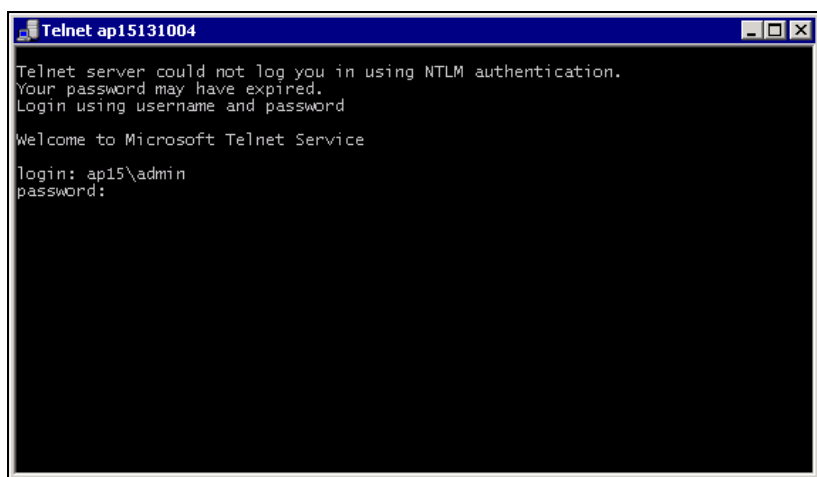 Telnet ap15131004
Telnet server could not log you in using NTLM authentication.
Your password may have expired.
Login using username and password
Welcome to Microsoft Telnet Service
login: ap15\admin
password: